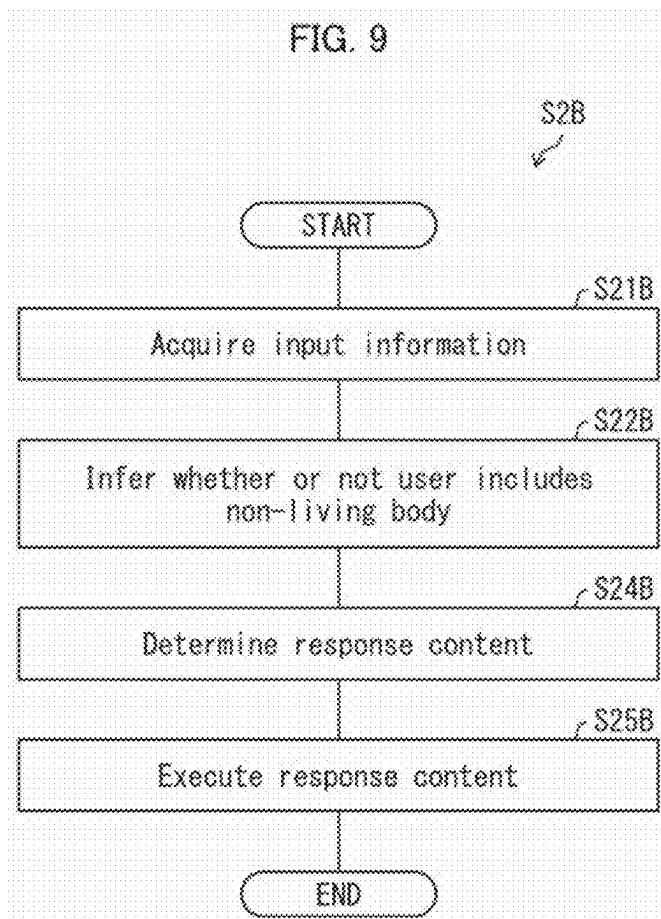 FIG. 9
S2B
START
S21B
Acquire input information
S22B
Infer whether or not user includes
non-living body
S24B
Determine response content
S25B
Execute response content
END